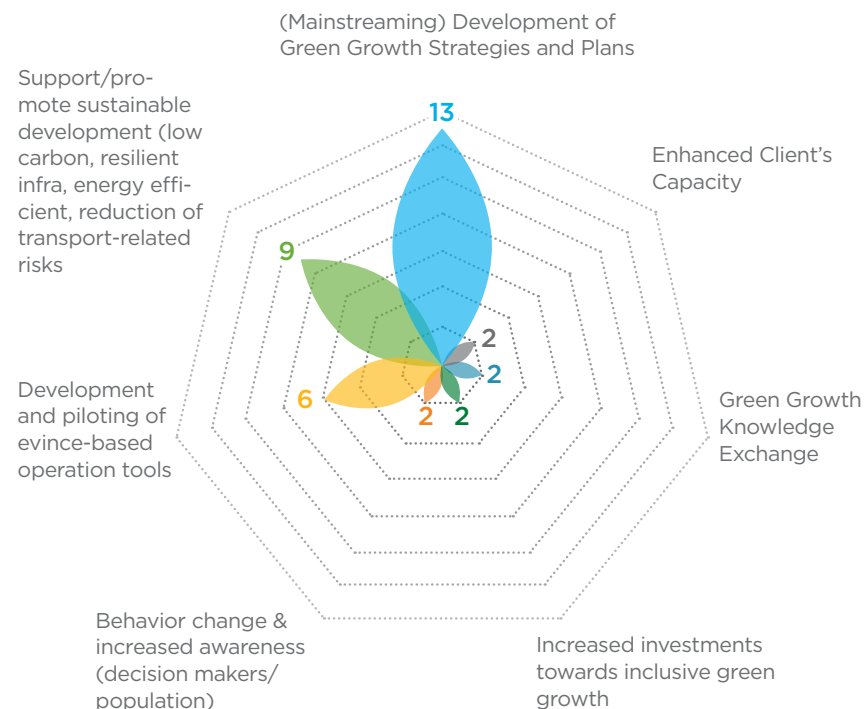 (Mainstreaming) Development of
Green Growth Strategies and Plans
Support/pro-
mote sustainable
development (low
carbon, resilient
infra, energy effi-
cient, reduction of
transport-related
risks
13
Enhanced Client's
Capacity
9
2
2
Development
and piloting of
evince-based
operation tools
6
2
2
Green Growth
Knowledge
Exchange
Behavior change &
increased awareness
(decision makers/
population)
Increased investments
towards inclusive green
growth